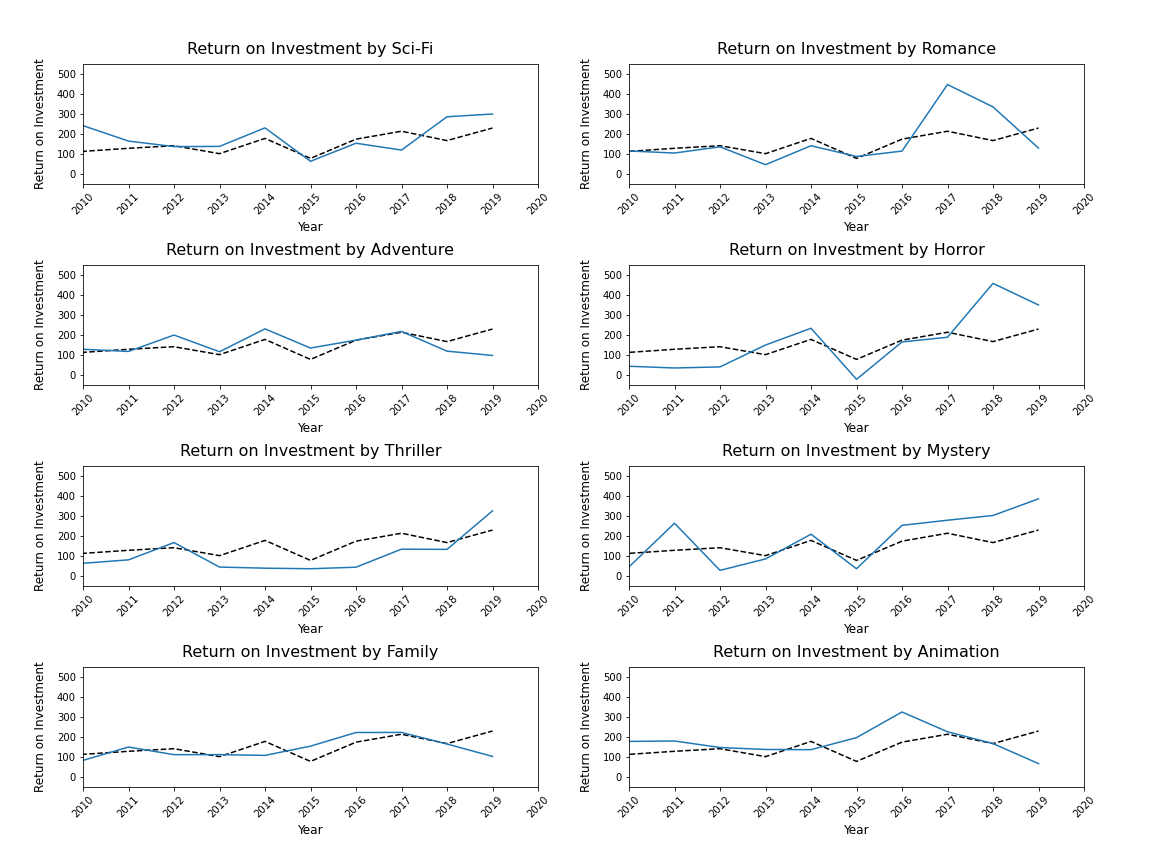 Return on Investment by Sci-Fi
Return on Investment
500
400
300
200
100
0
2010 2011 2012 2013 2014 2015 2016 2017 2018 2019 2020
Year
Return on Investment by Romance
Return on Investment
500
400
300
200
100
0
2010 2011 2012 2013 2014 2015 2016 2017 2018 2019 2020
Year
Return on Investment by Adventure
Return on Investment
500
400
300
200
100
0
2010 2011 2012 2013 2014 2015 2016 2017 2018 2019 2020
Year
Return on Investment by Horror
Return on Investment
500
400
300
200
100
0
2010 2011 2012 2013 2014 2015 2016 2017 2018 2019 2020
Year
Return on Investment by Thriller
Return on Investment
500
400
300
200
100
0
2010 2011 2012 2013 2014 2015 2016 2017 2018 2019 2020
Year
Return on Investment by Mystery
Return on Investment
500
400
300
200
100
0
2010 2011 2012 2013 2014 2015 2016 2017 2018 2019 2020
Year
Return on Investment by Family
Return on Investment
500
400
300
200
100
0
2010 2011 2012 2013 2014 2015 2016 2017 2018 2019 2020
Year
Return on Investment by Animation
Return on Investment
500
400
300
200
100
0
2010 2011 2012 2013 2014 2015 2016 2017 2018 2019 2020
Year